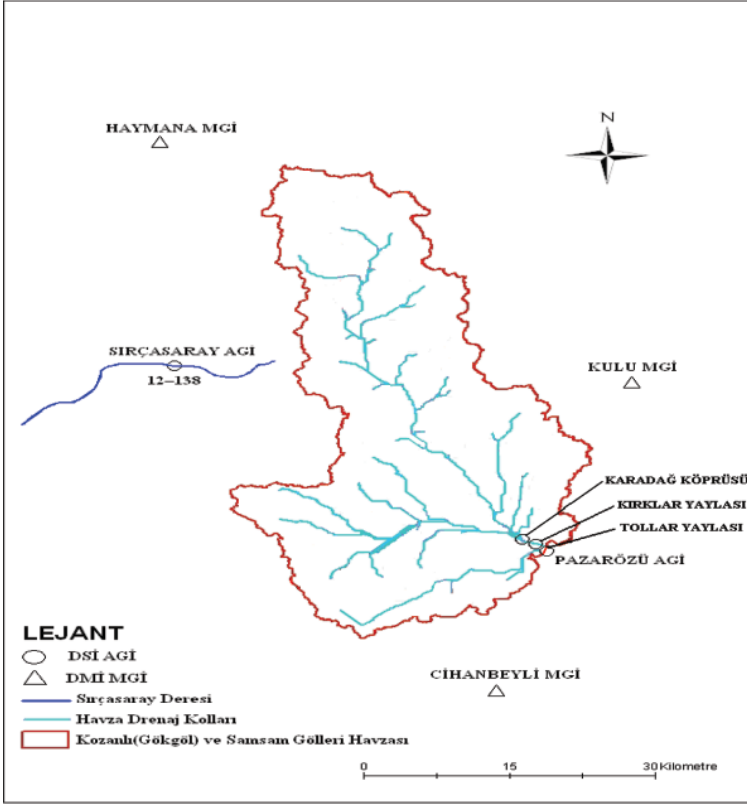 HAYMANA MGİ
N
SIRÇASARAY AGİ
12–138
KULU MGİ
KARADAĞ KÖPRÜSÜ
KIRKLAR YAYLASI
TOLLAR YAYLASI
PAZARÖZÜ AGİ
CİHANBEYLİ MGİ
LEJANT
DSİ AGİ
DMİ MGİ
Sırçasaray Deresi
Havza Drenaj Kolları
Kozanlı(Gökgöl) ve Samsam Gölleri Havzası
0 15 30 Kilometre